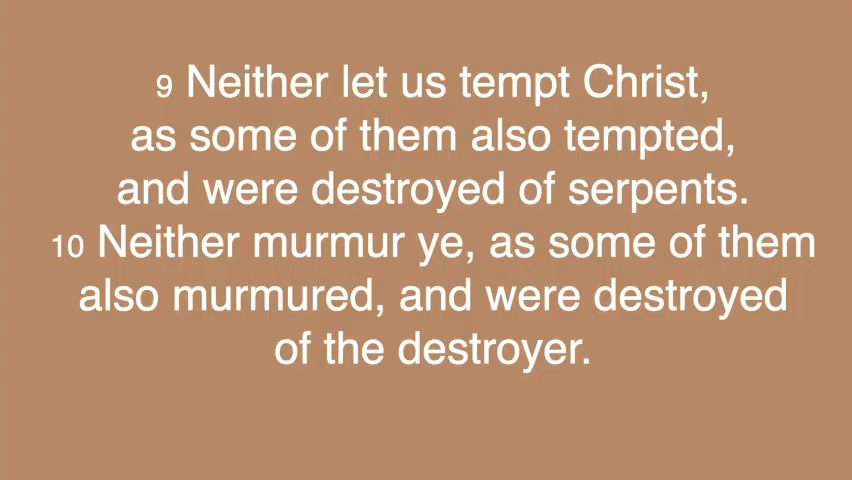 9 Neither let us tempt Christ,
as some of them also tempted,
and were destroyed of serpents.
10 Neither murmur ye, as some of them
also murmured, and were destroyed
of the destroyer.